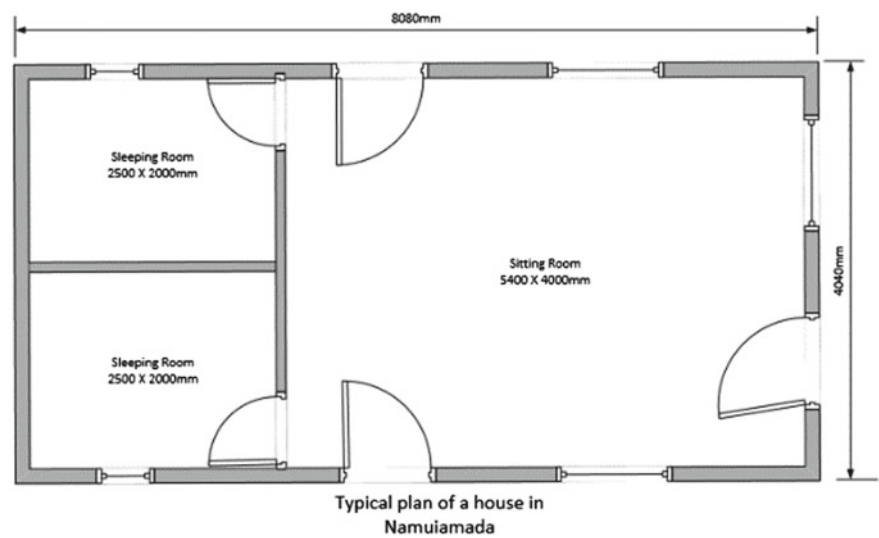 8080mm
Sleeping Room
2500 X 2000mm
Sitting Room
5400 X 4000mm
4040mm
Sleeping Room
2500 X 2000mm
Typical plan of a house in
Namuiamada